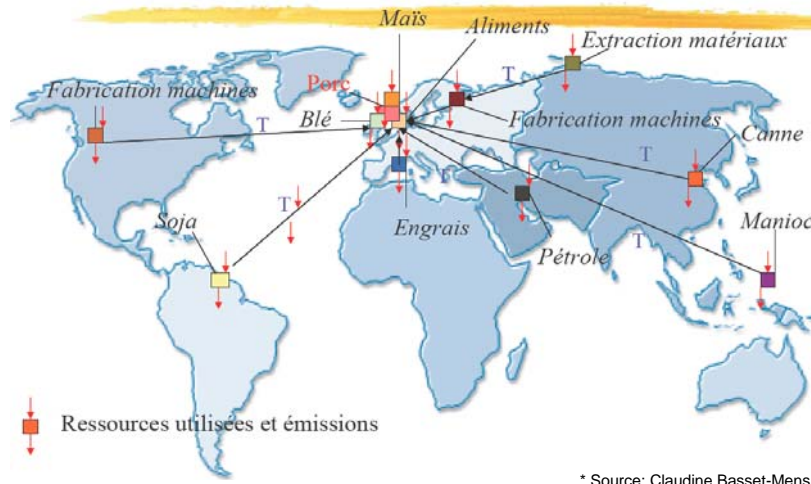 Maïs
Aliments
Extraction matériaux
T
Fabrication machines
Porc
Blé
Fabrication machines
T
Canne
T
T
T
Soja
Engrais
Pétrole
T
Manioc
Ressources utilisées et émissions
* Source: Claudine Basset-Mens